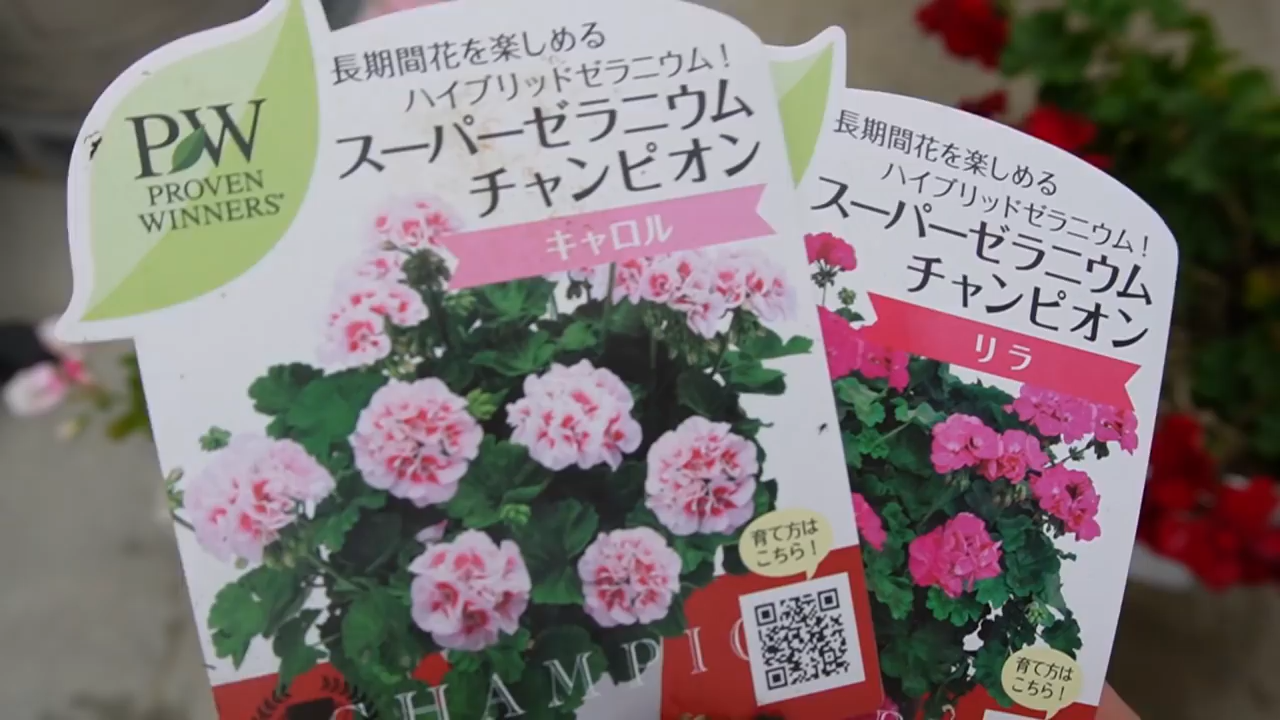 PW
PROVEN
WINNERS®
長期間花を楽しめる
ハイブリッドゼラニウム！
スーパーゼラニウム
チャンピオン
キャロル
育て方は
こちら！
長期間花を楽しめる
ハイブリッドゼラニウム！
スーパーゼラニウム
チャンピオン
リラ
育て方は
こちら！